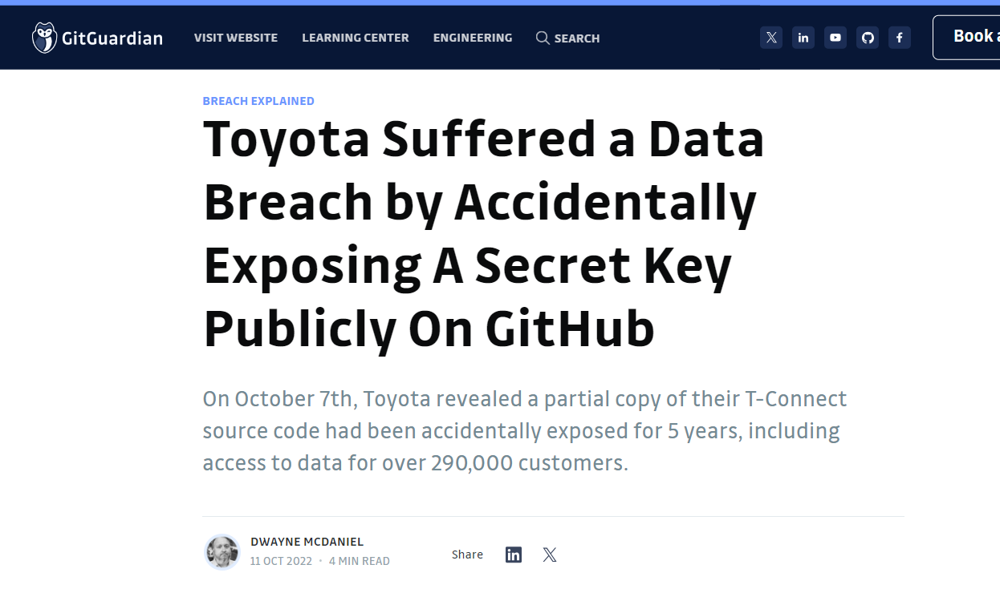 GitGuardian VISIT WEBSITE LEARNING CENTER ENGINEERING SEARCH Book
BREACH EXPLAINED
Toyota Suffered a Data
Breach by Accidentally
Exposing A Secret Key
Publicly On GitHub
On October 7th, Toyota revealed a partial copy of their T-Connect
source code had been accidentally exposed for 5 years, including
access to data for over 290,000 customers.
DWAYNE MCDANIEL
11 OCT 2022 • 4 MIN READ
Share